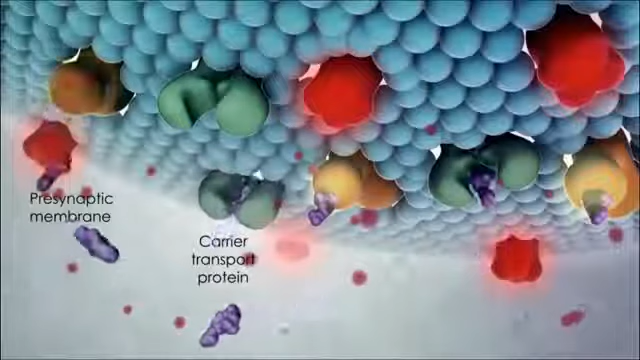 Presynaptic
membrane
Carrier
transport
protein